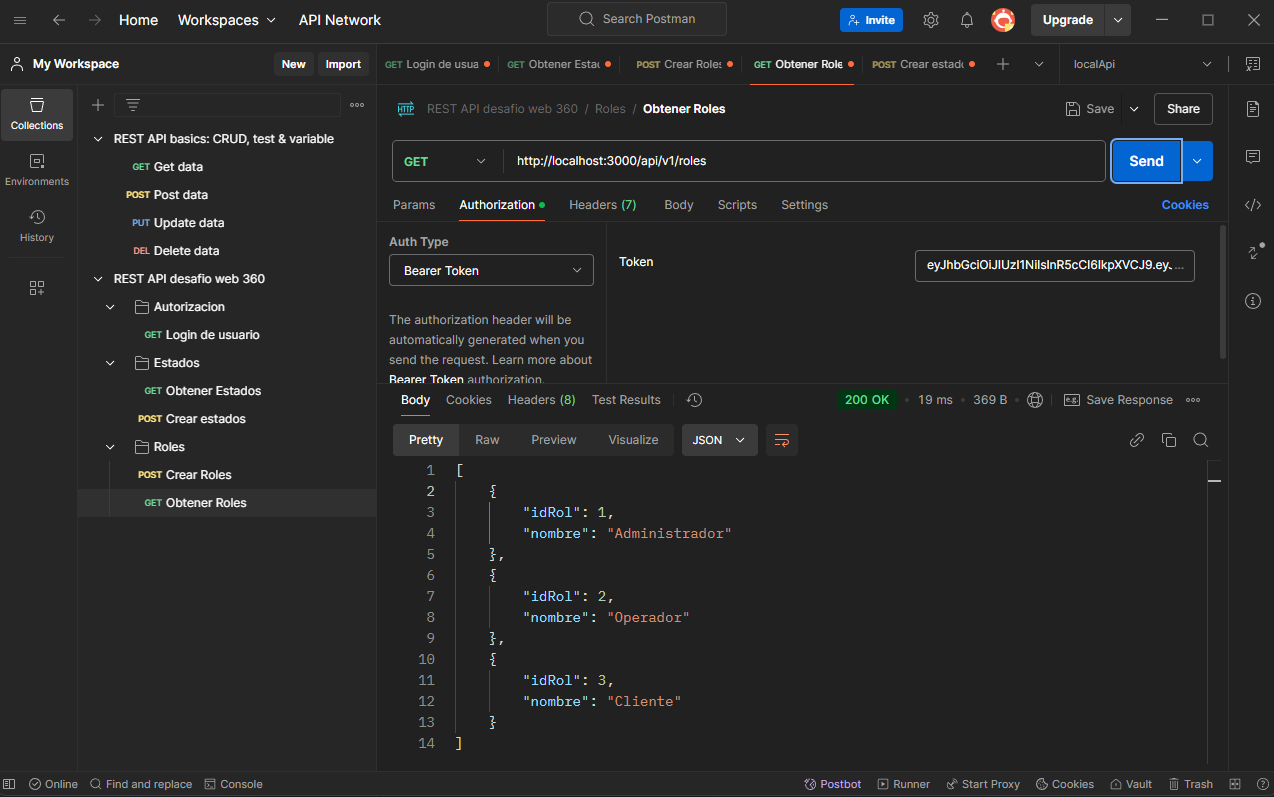 Home Workspaces API Network Search Postman Invite Upgrade
My Workspace New Import GET Login de usua GET Obtener Estac POST Crear Roles GET Obtener Role POST Crear estado localApi
Collections
Environments
History
REST API basics: CRUD, test & variable
GET Get data
POST Post data
PUT Update data
DEL Delete data
REST API desafio web 360
Autorizacion
GET Login de usuario
Estados
GET Obtener Estados
POST Crear estados
Roles
POST Crear Roles
GET Obtener Roles
HTTP REST API desafio web 360 / Roles / Obtener Roles Save Share
GET http://localhost:3000/api/v1/roles Send
Params Authorization Headers (7) Body Scripts Settings Cookies
Auth Type
Bearer Token
Token
The authorization header will be
automatically generated when you
send the request. Learn more about
Bearer Token authorization.
Body Cookies Headers (8) Test Results 200 OK 19 ms 369 B e.g. Save Response
Pretty Raw Preview Visualize JSON
1 [
2 {
3 "idRol": 1,
4 "nombre": "Administrador"
5 },
6 {
7 "idRol": 2,
8 "nombre": "Operador"
9 },
10 {
11 "idRol": 3,
12 "nombre": "Cliente"
13 }
14 ]
Online Find and replace Console Postbot Runner Start Proxy Cookies Vault Trash